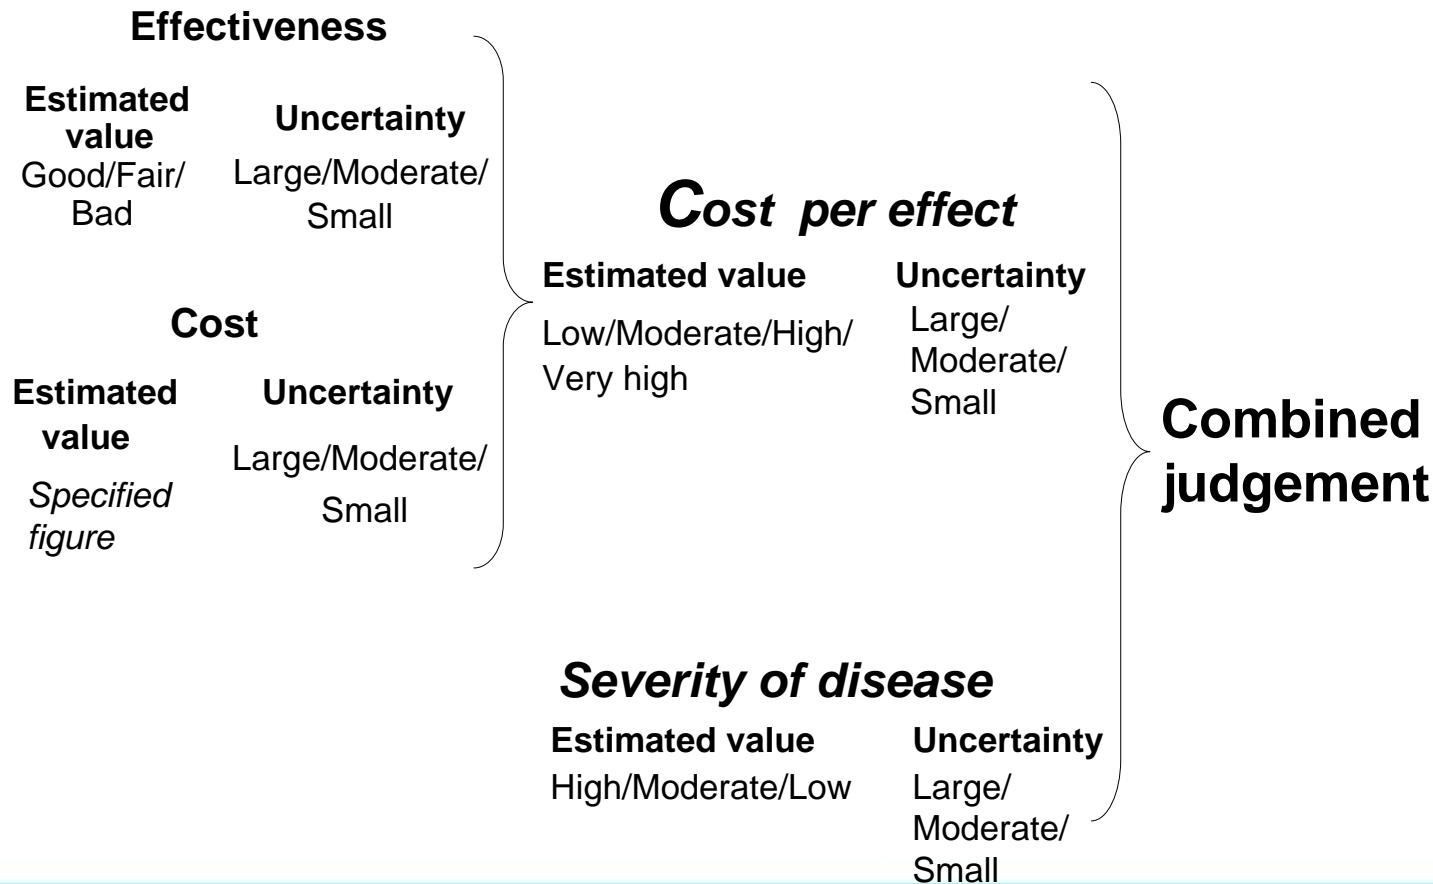 Effectiveness
Estimated
value
Good/Fair/
Bad
Uncertainty
Large/Moderate/
Small
Cost
Estimated
value
Specified
figure
Uncertainty
Large/Moderate/
Small
Cost per effect
Estimated value
Low/Moderate/High/
Very high
Uncertainty
Large/
Moderate/
Small
Severity of disease
Estimated value
High/Moderate/Low
Uncertainty
Large/
Moderate/
Small
Combined
judgement